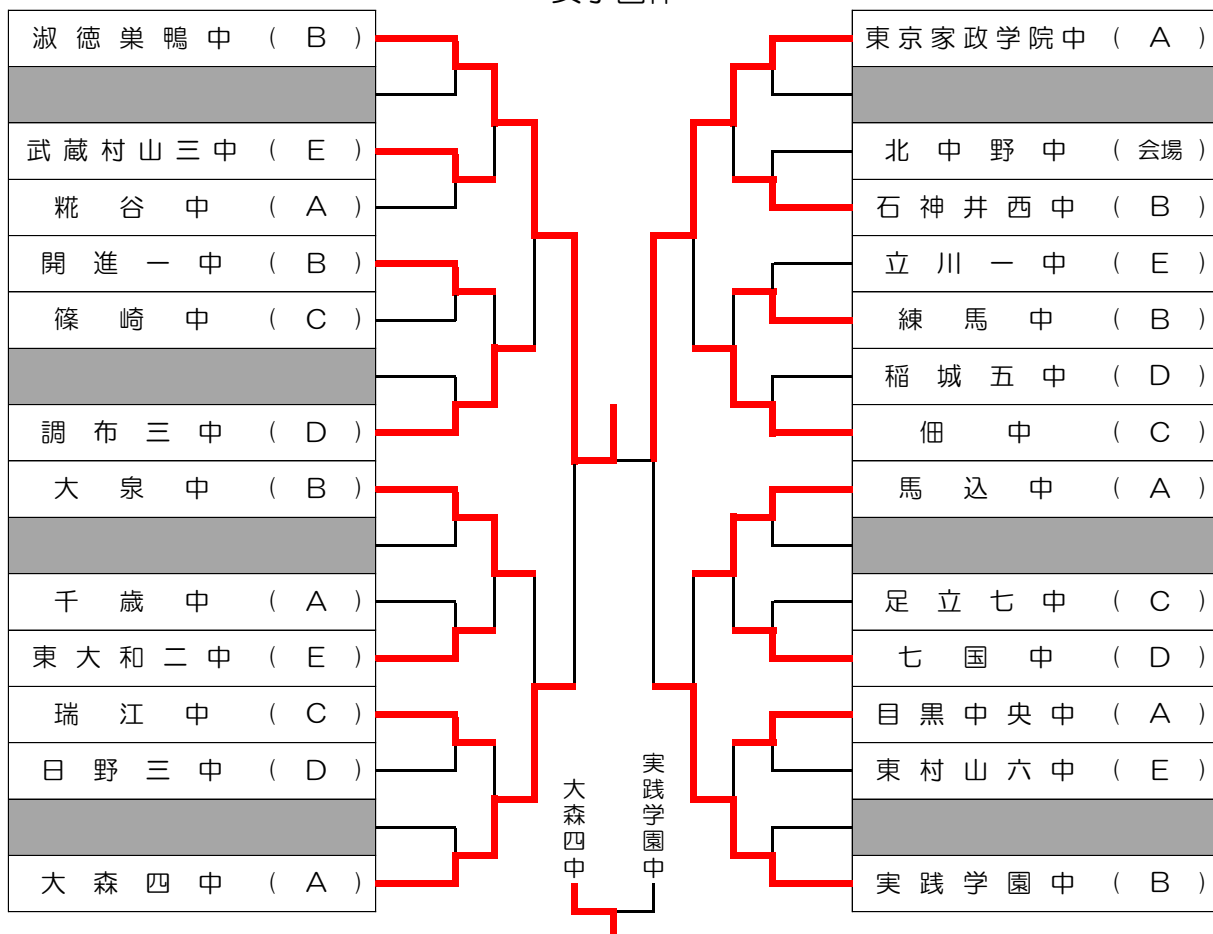 淑徳巣鴨中 ( B )
武蔵村山三中 ( E )
糀谷中 ( A )
開進一中 ( B )
篠崎中 ( C )
調布三中 ( D )
大泉中 ( B )
千歳中 ( A )
東大和二中 ( E )
瑞江中 ( C )
日野三中 ( D )
大森四中 ( A )
大森四中
実践学園中
東京家政学院中 ( A )
北中野中 ( 会場 )
石神井西中 ( B )
立川一中 ( E )
練馬中 ( B )
稲城五中 ( D )
佃中 ( C )
馬込中 ( A )
足立七中 ( C )
七国中 ( D )
目黒中央中 ( A )
東村山六中 ( E )
実践学園中 ( B )